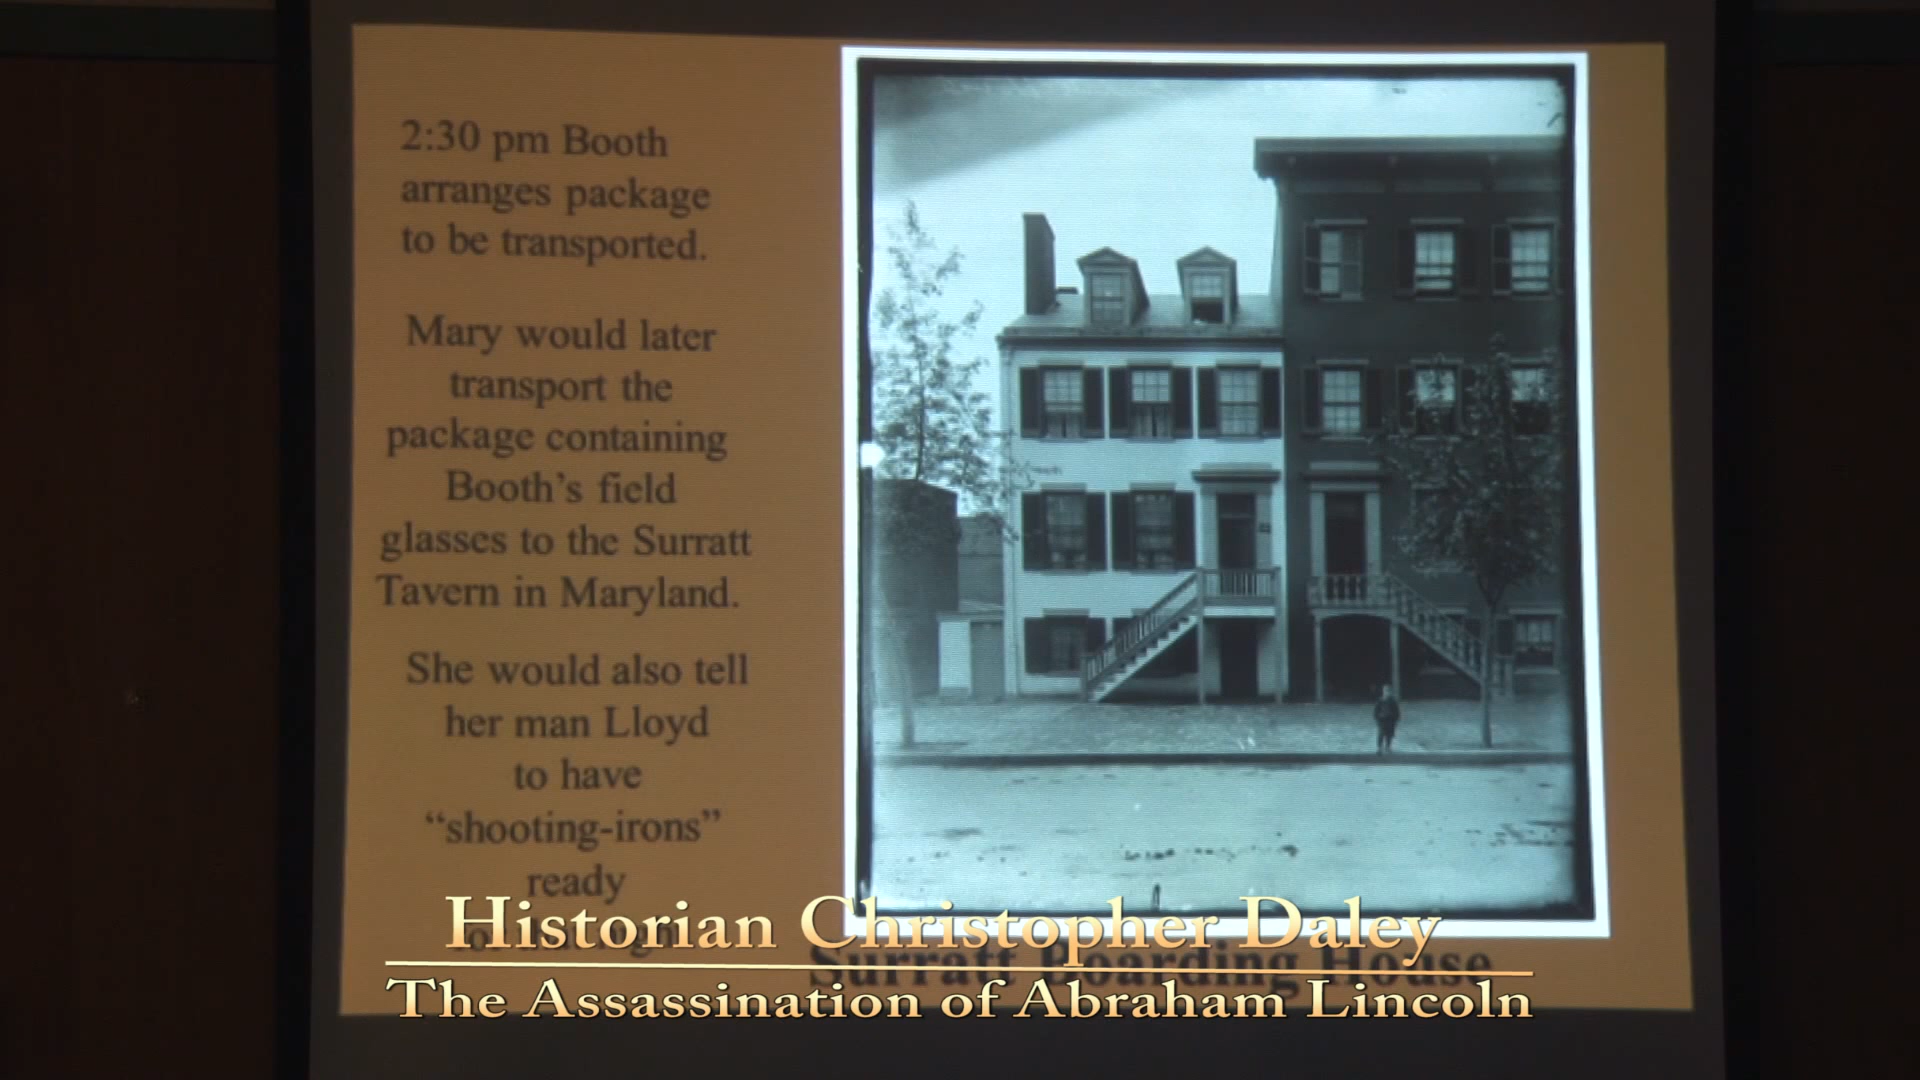 2:30 pm Booth
arranges package
to be transported.
Mary would later
transport the
package containing
Booth's field
glasses to the Surratt
Tavern in Maryland.
She would also tell
her man Lloyd
to have
“shooting-irons”
ready
Surratt Boarding House
Historian Christopher Daley
The Assassination of Abraham Lincoln